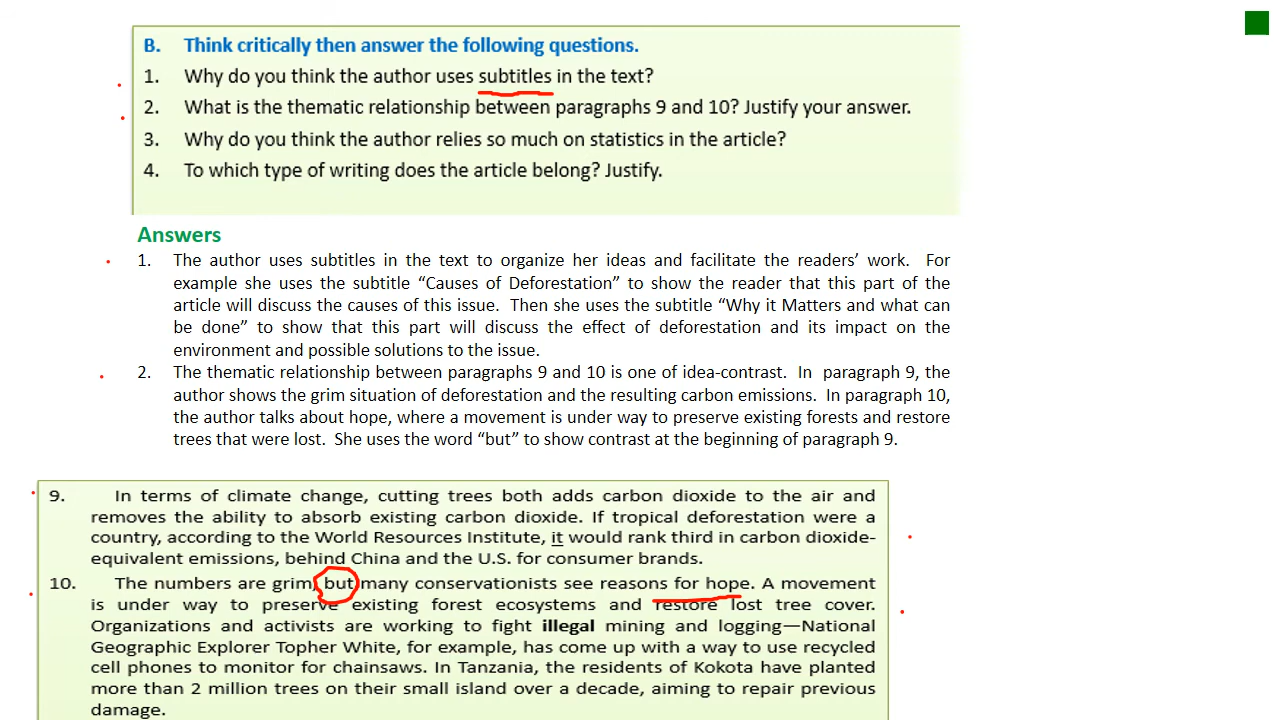 B. Think critically then answer the following questions.
1. Why do you think the author uses subtitles in the text?
2. What is the thematic relationship between paragraphs 9 and 10? Justify your answer.
3. Why do you think the author relies so much on statistics in the article?
4. To which type of writing does the article belong? Justify.
Answers
1. The author uses subtitles in the text to organize her ideas and facilitate the readers’ work. For
example she uses the subtitle “Causes of Deforestation” to show the reader that this part of the
article will discuss the causes of this issue. Then she uses the subtitle “Why it Matters and what can
be done” to show that this part will discuss the effect of deforestation and its impact on the
environment and possible solutions to the issue.
2. The thematic relationship between paragraphs 9 and 10 is one of idea-contrast. In paragraph 9, the
author shows the grim situation of deforestation and the resulting carbon emissions. In paragraph 10,
the author talks about hope, where a movement is under way to preserve existing forests and restore
trees that were lost. She uses the word “but” to show contrast at the beginning of paragraph 9.
9. In terms of climate change, cutting trees both adds carbon dioxide to the air and
removes the ability to absorb existing carbon dioxide. If tropical deforestation were a
country, according to the World Resources Institute, it would rank third in carbon dioxide-
equivalent emissions, behind China and the U.S. for consumer brands.
10. The numbers are grim, but many conservationists see reasons for hope. A movement
is under way to preserve existing forest ecosystems and restore lost tree cover.
Organizations and activists are working to fight illegal mining and logging—National
Geographic Explorer Topher White, for example, has come up with a way to use recycled
cell phones to monitor for chainsaws. In Tanzania, the residents of Kokota have planted
more than 2 million trees on their small island over a decade, aiming to repair previous
damage.